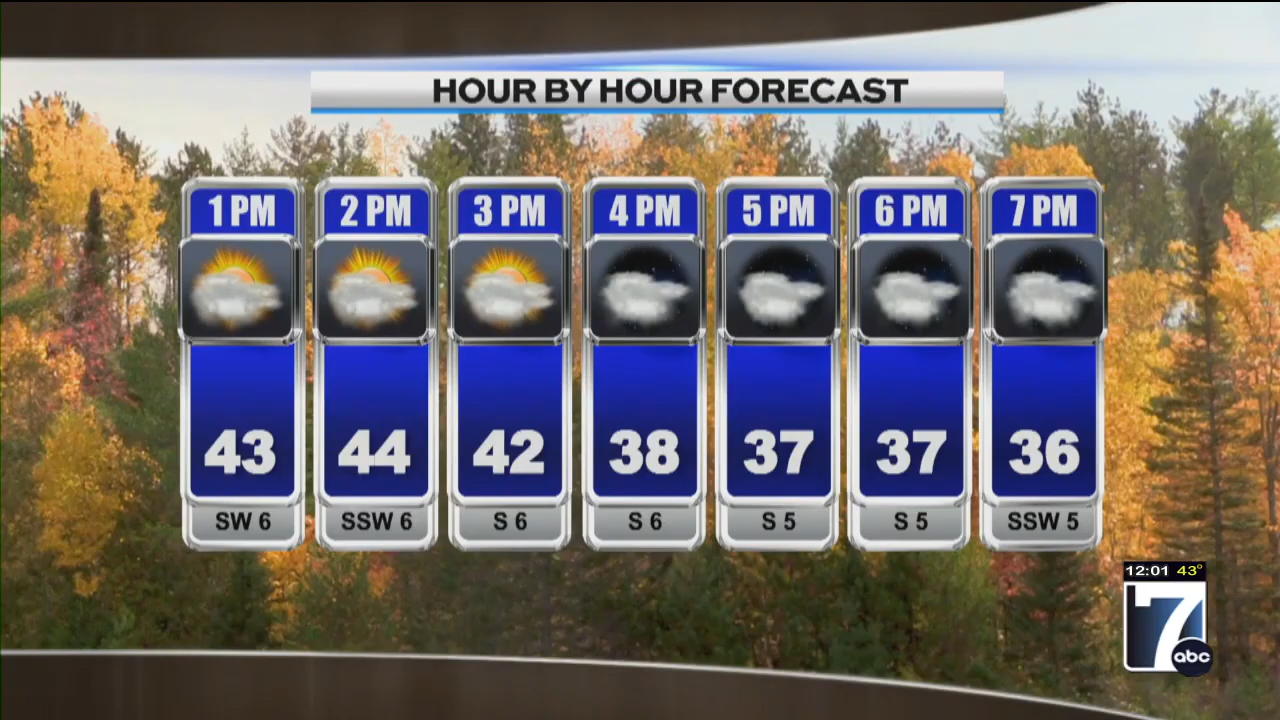 HOUR BY HOUR FORECAST
1 PM 2 PM 3 PM 4 PM 5 PM 6 PM 7 PM
43 44 42 38 37 37 36
SW 6 SSW 6 S 6 S 6 S 5 S 5 SSW 5
12:01 43°
7
abc